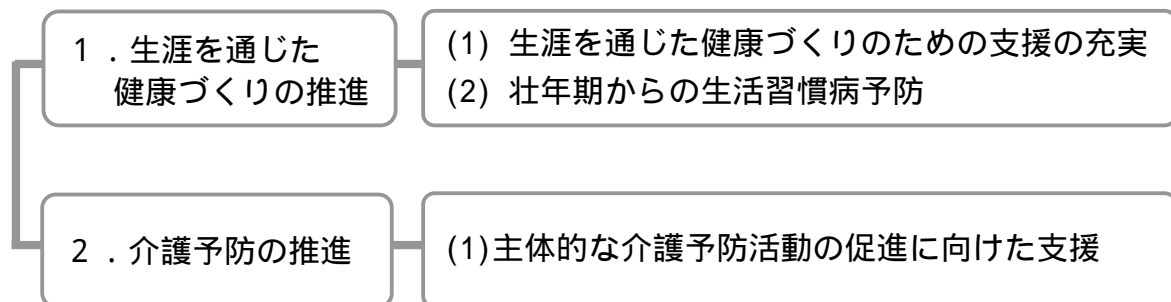 1.生涯を通じた
健康づくりの推進
(1) 生涯を通じた健康づくりのための支援の充実
(2) 壮年期からの生活習慣病予防
2.介護予防の推進
(1)主体的な介護予防活動の促進に向けた支援